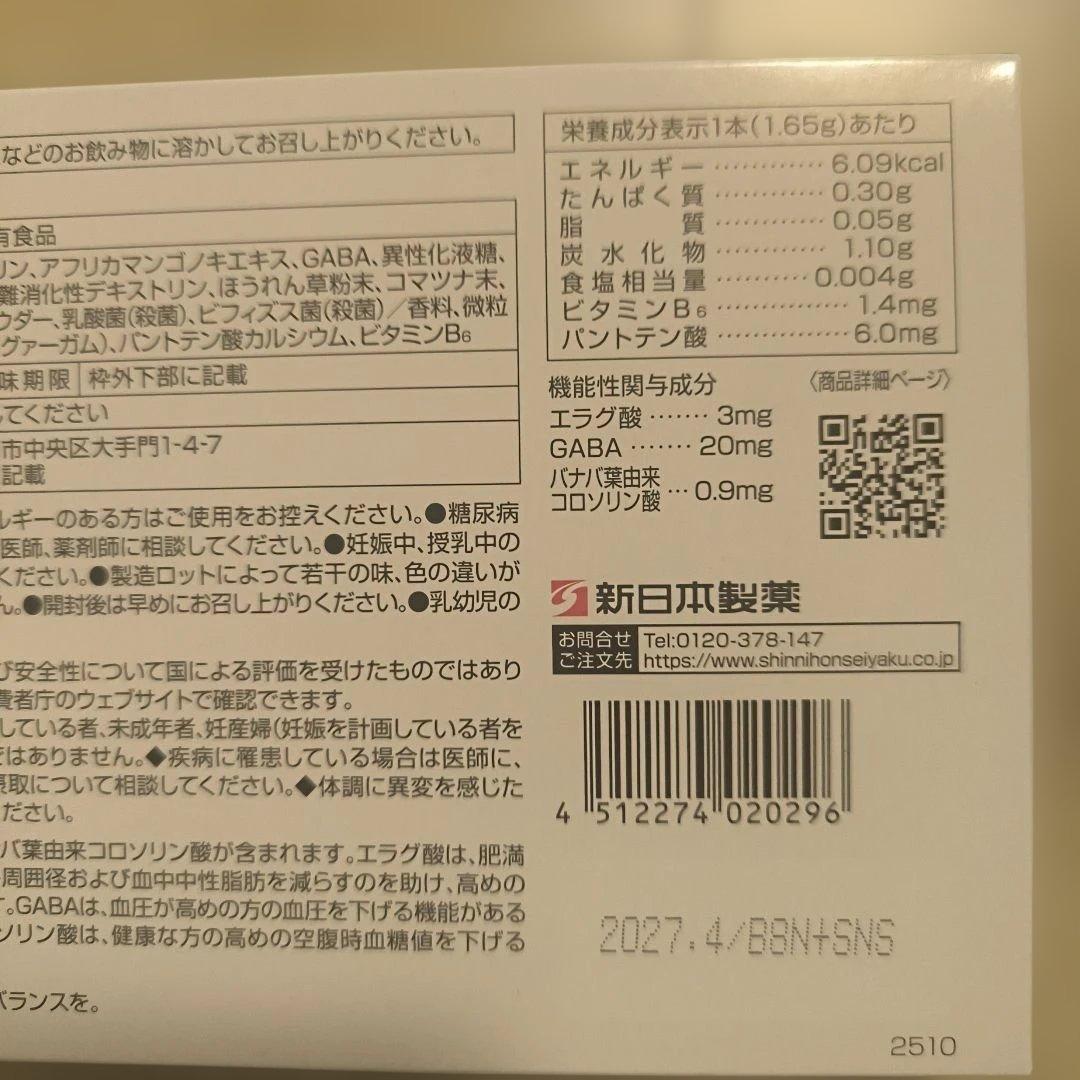 などのお飲み物に溶かしてお召し上がりください。
有食品
リン、アフリカマンゴノキエキス、GABA、異性化液糖、
難消化性デキストリン、ほうれん草粉末、コマツナ末、
ウダー、乳酸菌(殺菌)、ビフィズス菌(殺菌)／香料、微粒
グァーガム)、パントテン酸カルシウム、ビタミンB6
味期限 枠外下部に記載
してください
市中央区大手門1-4-7
記載
ルギーのある方はご使用をお控えください。●糖尿病
医師、薬剤師に相談してください。●妊娠中、授乳中の
ください。●製造ロットによって若干の味、色の違いが
ん。●開封後は早めにお召し上がりください。●乳幼児の
び安全性について国による評価を受けたものではあり
費者庁のウェブサイトで確認できます。
している者、未成年者、妊産婦(妊娠を計画している者を
ではありません。◆疾病に罹患している場合は医師に、
摂取について相談してください。◆体調に異変を感じた
ださい。
バ葉由来コロソリン酸が含まれます。エラグ酸は、肥満
周囲径および血中中性脂肪を減らすのを助け、高めの
す。GABAは、血圧が高めの方の血圧を下げる機能がある
ソリン酸は、健康な方の高めの空腹時血糖値を下げる
バランスを。
栄養成分表示1本(1.65g)あたり
エネルギー ············ 6.09kcal
たんぱく質 ············ 0.30g
脂質 ············ 0.05g
炭水化物 ············ 1.10g
食塩相当量 ············ 0.004g
ビタミンB6 ············ 1.4mg
パントテン酸 ············ 6.0mg
機能性関与成分
エラグ酸 ······· 3mg
GABA ······· 20mg
バナバ葉由来
コロソリン酸 ··· 0.9mg
〈商品詳細ページ〉
新日本製薬
お問合せ
ご注文先
Tel:0120-378-147
https://www.shinnihonseiyaku.co.jp
4 512274 020296
2027.4/B8N+SNS
2510